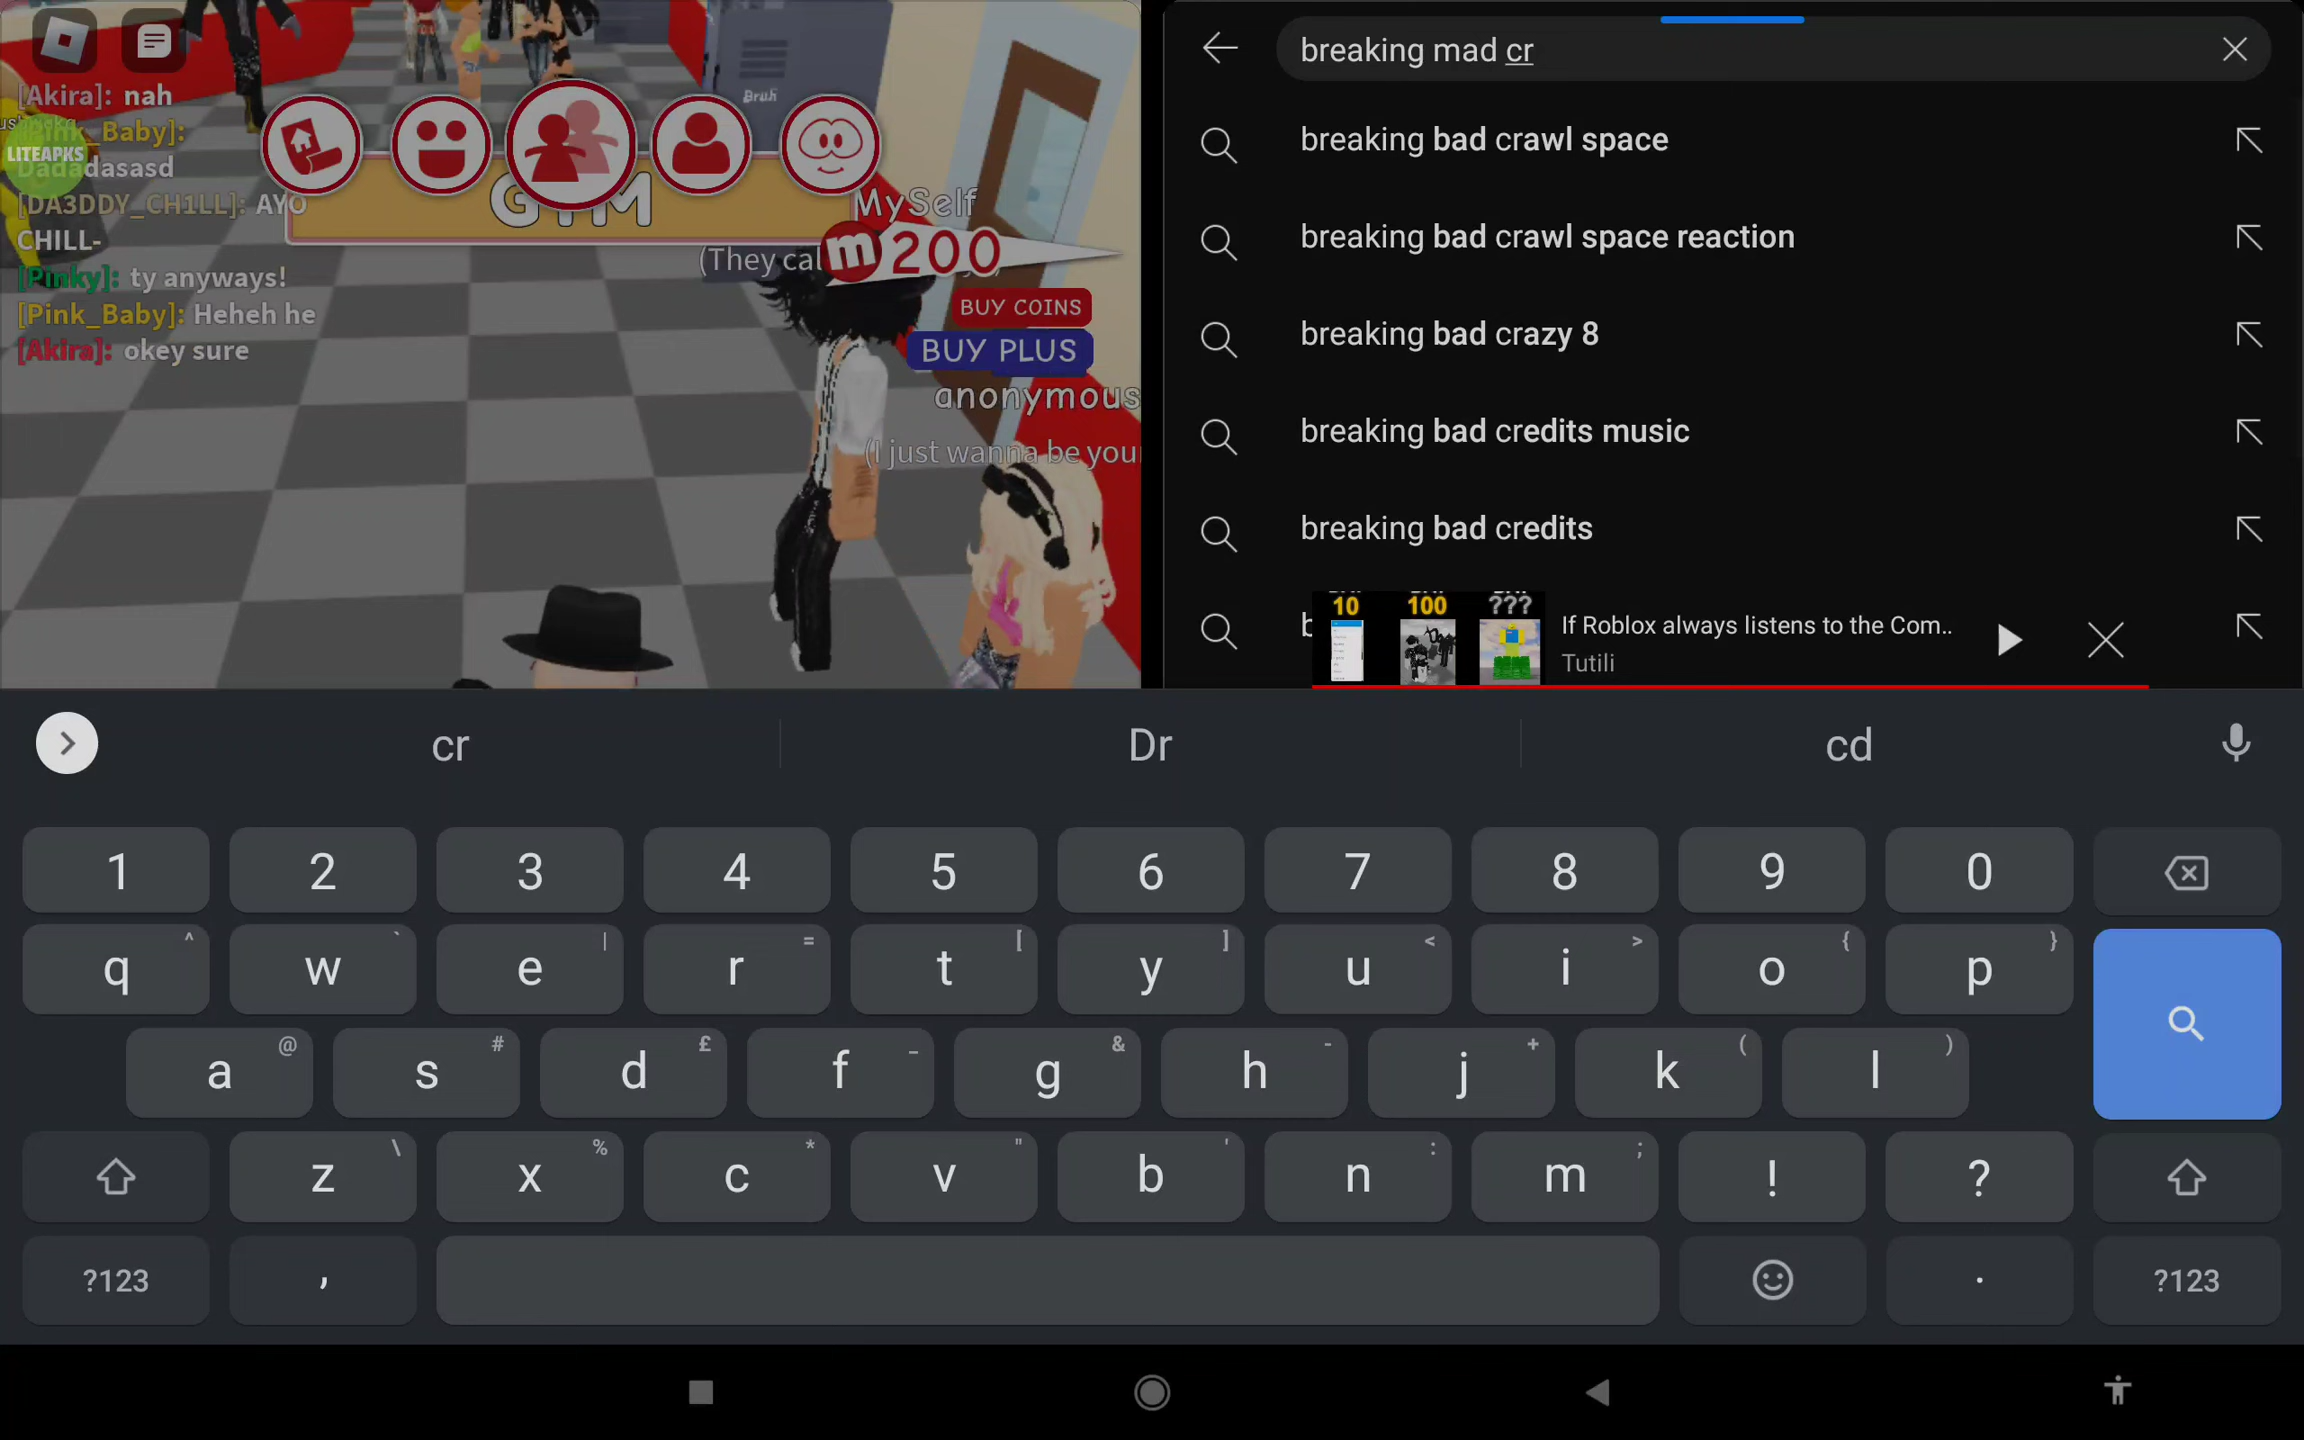 [Akira]: nah
[Pink_Baby]:
Dadadasasd
LITEAPKS
[DA3DDY_CH1LL]: AYO
CHILL-
[Pinky]: ty anyways!
[Pink_Baby]: Heheh he
[Akira]: okey sure
Bruh
GYM
MySelf
(They cal
m 200
BUY COINS
BUY PLUS
anonymous
(I just wanna be your
breaking mad cr
breaking bad crawl space
breaking bad crawl space reaction
breaking bad crazy 8
breaking bad credits music
breaking bad credits
10 100 ???
If Roblox always listens to the Com..
Tutili
cr Dr cd
1 2 3 4 5 6 7 8 9 0
^ ` | = [ ] < > { }
q w e r t y u i o p
@ # £ _ & - + ( )
a s d f g h j k l
\ % * " ' : ;
z x c v b n m ! ?
?123 , . ?123